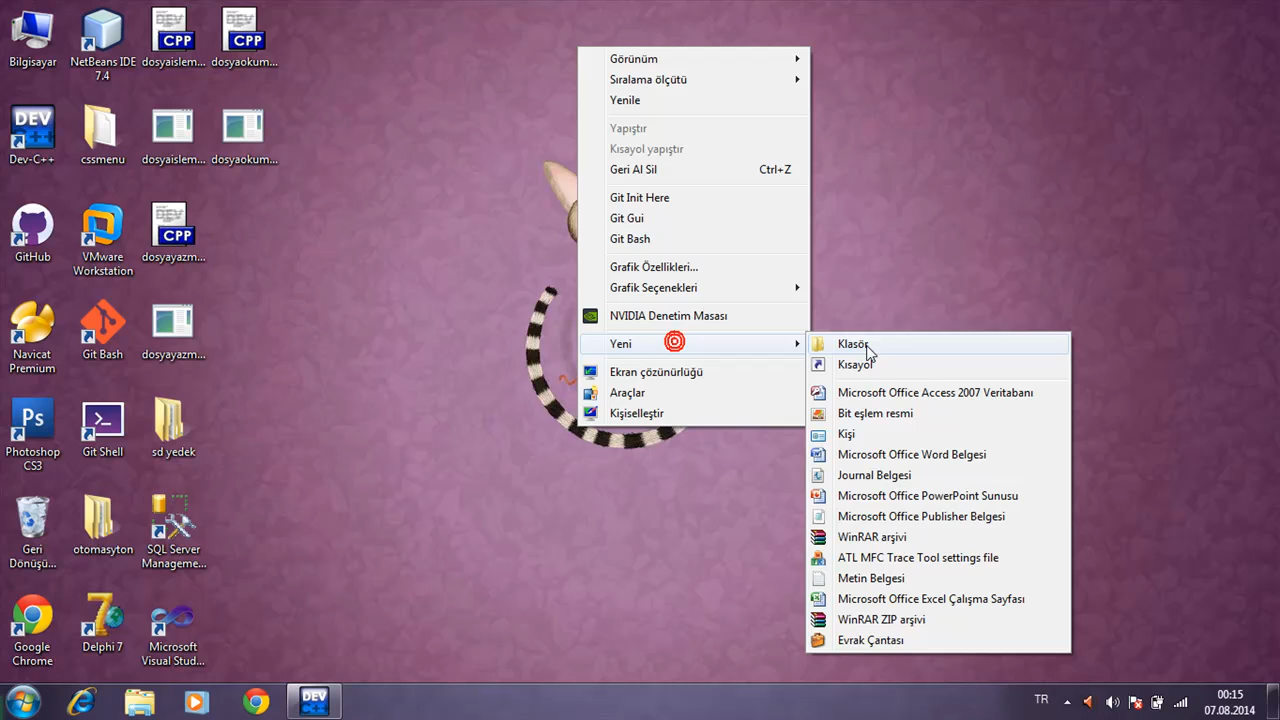 Bilgisayar
NetBeans IDE
7.4
CPP
dosyaislem...
CPP
dosyaokum...
DEV
Dev-C++
cssmenu
dosyaislem...
dosyaokum...
GitHub
VMware
Workstation
CPP
dosyayazm...
Navicat
Premium
Git Bash
dosyayazm...
Ps
Photoshop
CS3
Git Shell
sd yedek
Geri
Dönüşü...
otomasyton
SQL Server
Manageme...
Google
Chrome
Delphi 7
Microsoft
Visual Stud...
Görünüm
Sıralama ölçütü
Yenile
Yapıştır
Kısayol yapıştır
Geri Al Sil Ctrl+Z
Git Init Here
Git Gui
Git Bash
Grafik Özellikleri...
Grafik Seçenekleri
NVIDIA Denetim Masası
Yeni
Ekran çözünürlüğü
Araçlar
Kişiselleştir
Klasör
Kısayol
Microsoft Office Access 2007 Veritabanı
Bit eşlem resmi
Kişi
Microsoft Office Word Belgesi
Journal Belgesi
Microsoft Office PowerPoint Sunusu
Microsoft Office Publisher Belgesi
WinRAR arşivi
ATL MFC Trace Tool settings file
Metin Belgesi
Microsoft Office Excel Çalışma Sayfası
WinRAR ZIP arşivi
Evrak Çantası
DEV
TR
00:15
07.08.2014